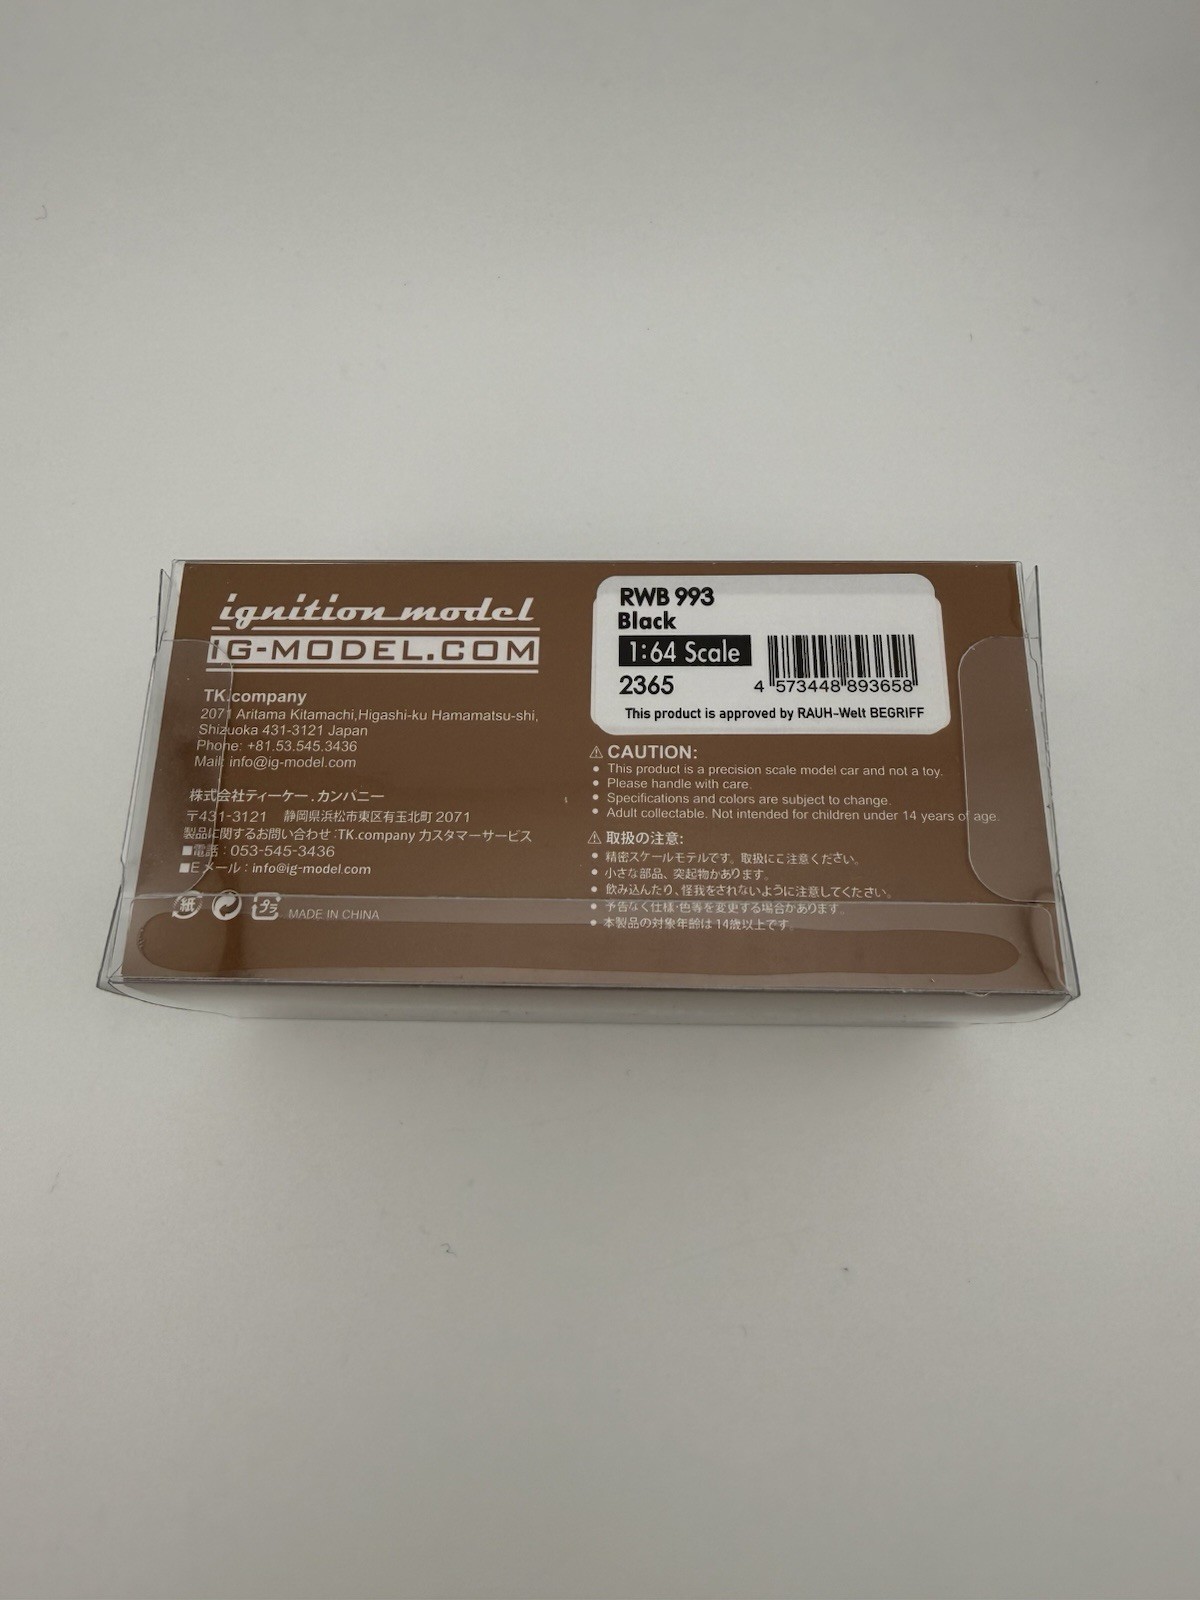 ignition model
IG-MODEL.COM
TK.company
2071 Aritama Kitamachi,Higashi-ku Hamamatsu-shi,
Shizuoka 431-3121 Japan
Phone: +81.53.545.3436
Mail: info@ig-model.com
株式会社ティーケー.カンパニー
〒431-3121 静岡県浜松市東区有玉北町 2071
製品に関するお問い合わせ:TK.company カスタマーサービス
■電話:053-545-3436
■Eメール:info@ig-model.com
紙 プラ MADE IN CHINA
RWB 993
Black
1:64 Scale
2365
4 573448 893658
This product is approved by RAUH-Welt BEGRIFF
⚠ CAUTION:
● This product is a precision scale model car and not a toy.
● Please handle with care.
● Specifications and colors are subject to change.
● Adult collectable. Not intended for children under 14 years of age.
⚠ 取扱の注意:
● 精密スケールモデルです。取扱にご注意ください。
● 小さな部品、突起物があります。
● 飲み込んたり、怪我をされないように注意してください。
● 予告なく仕様・色等を変更する場合があります。
● 本製品の対象年齢は14歳以上です。